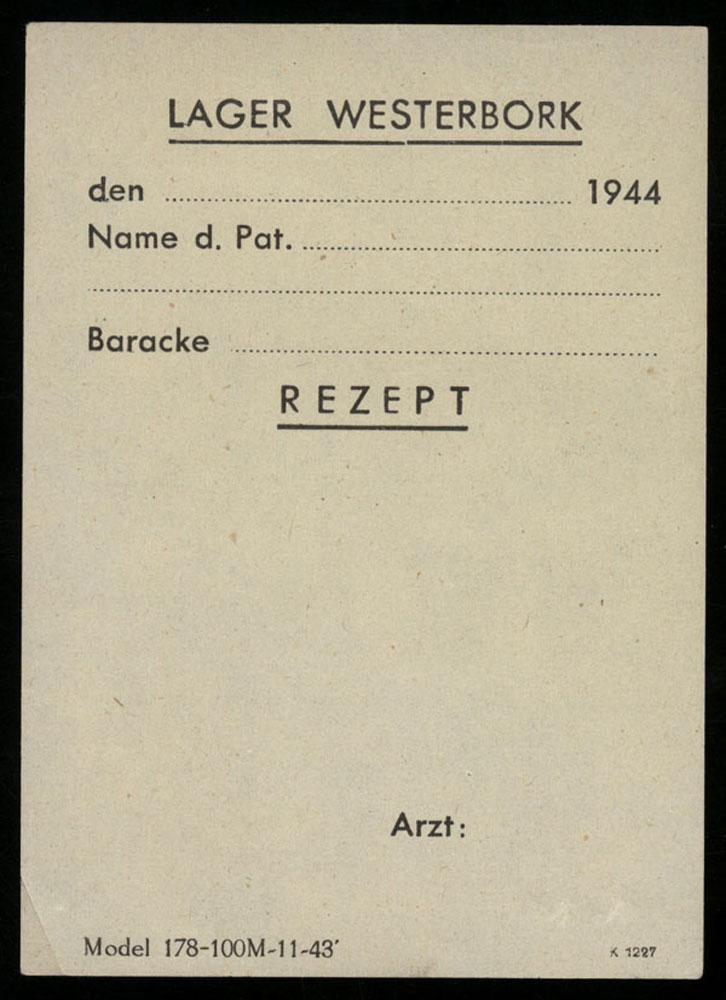 LAGER WESTERBORK
den ........................ 1944
Name d. Pat. ........................
........................
Baracke ........................
REZEPT
Arzt:
Model 178-100M-11-43'
K 1227